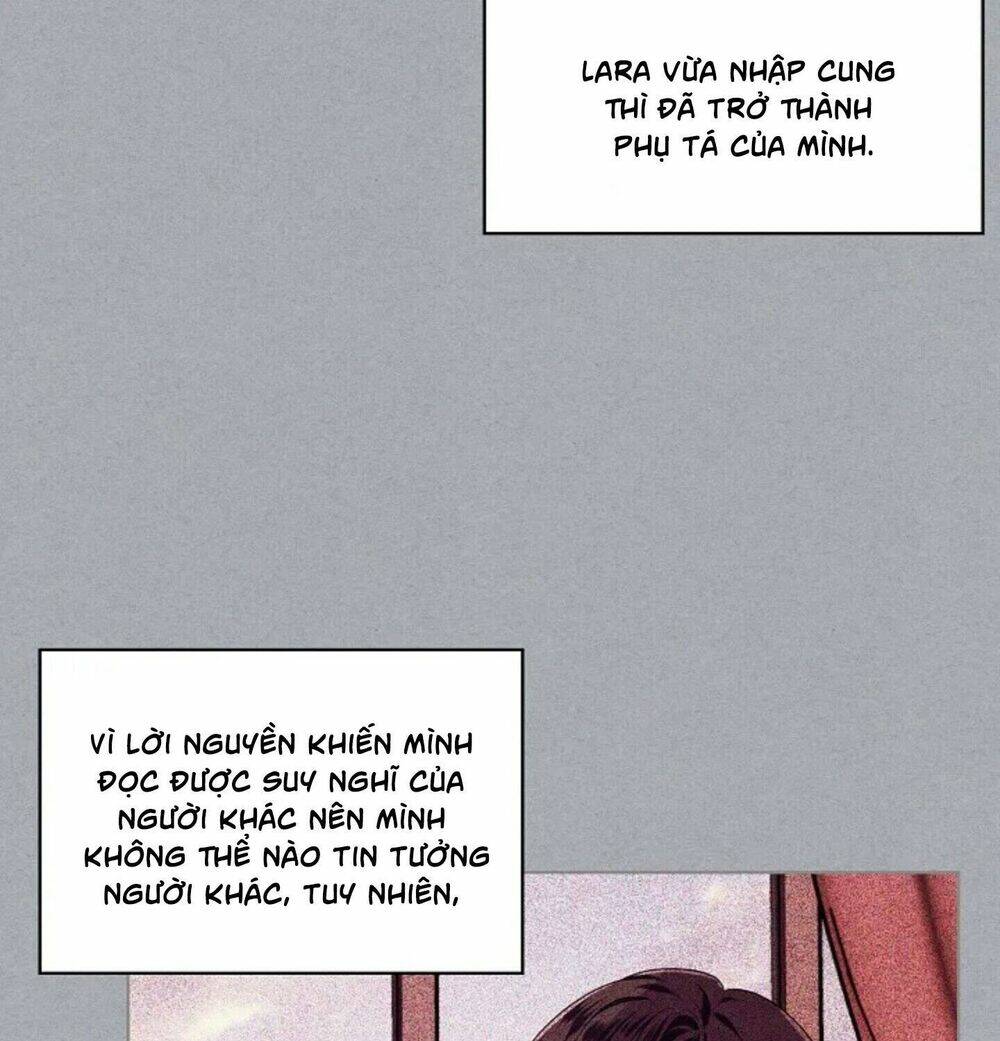 LARA VỪA NHẬP CUNG
THÌ ĐÃ TRỞ THÀNH
PHỤ TÁ CỦA MÌNH.
VÌ LỜI NGUYỀN KHIẾN MÌNH
ĐỌC ĐƯỢC SUY NGHĨ CỦA
NGƯỜI KHÁC NÊN MÌNH
KHÔNG THỂ NÀO TIN TƯỞNG
NGƯỜI KHÁC, TUY NHIÊN,